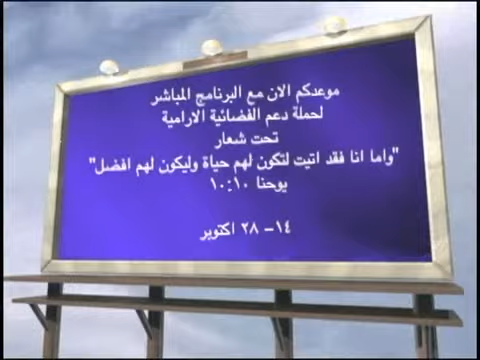 موعدكم الان مع البرنامج المباشر
لحملة دعم الفضائية الارامية
تحت شعار
"واما انا فقد اتيت لتكون لهم حياة وليكون لهم افضل"
يوحنا ١٠:١٠
١٤- ٢٨ اكتوبر